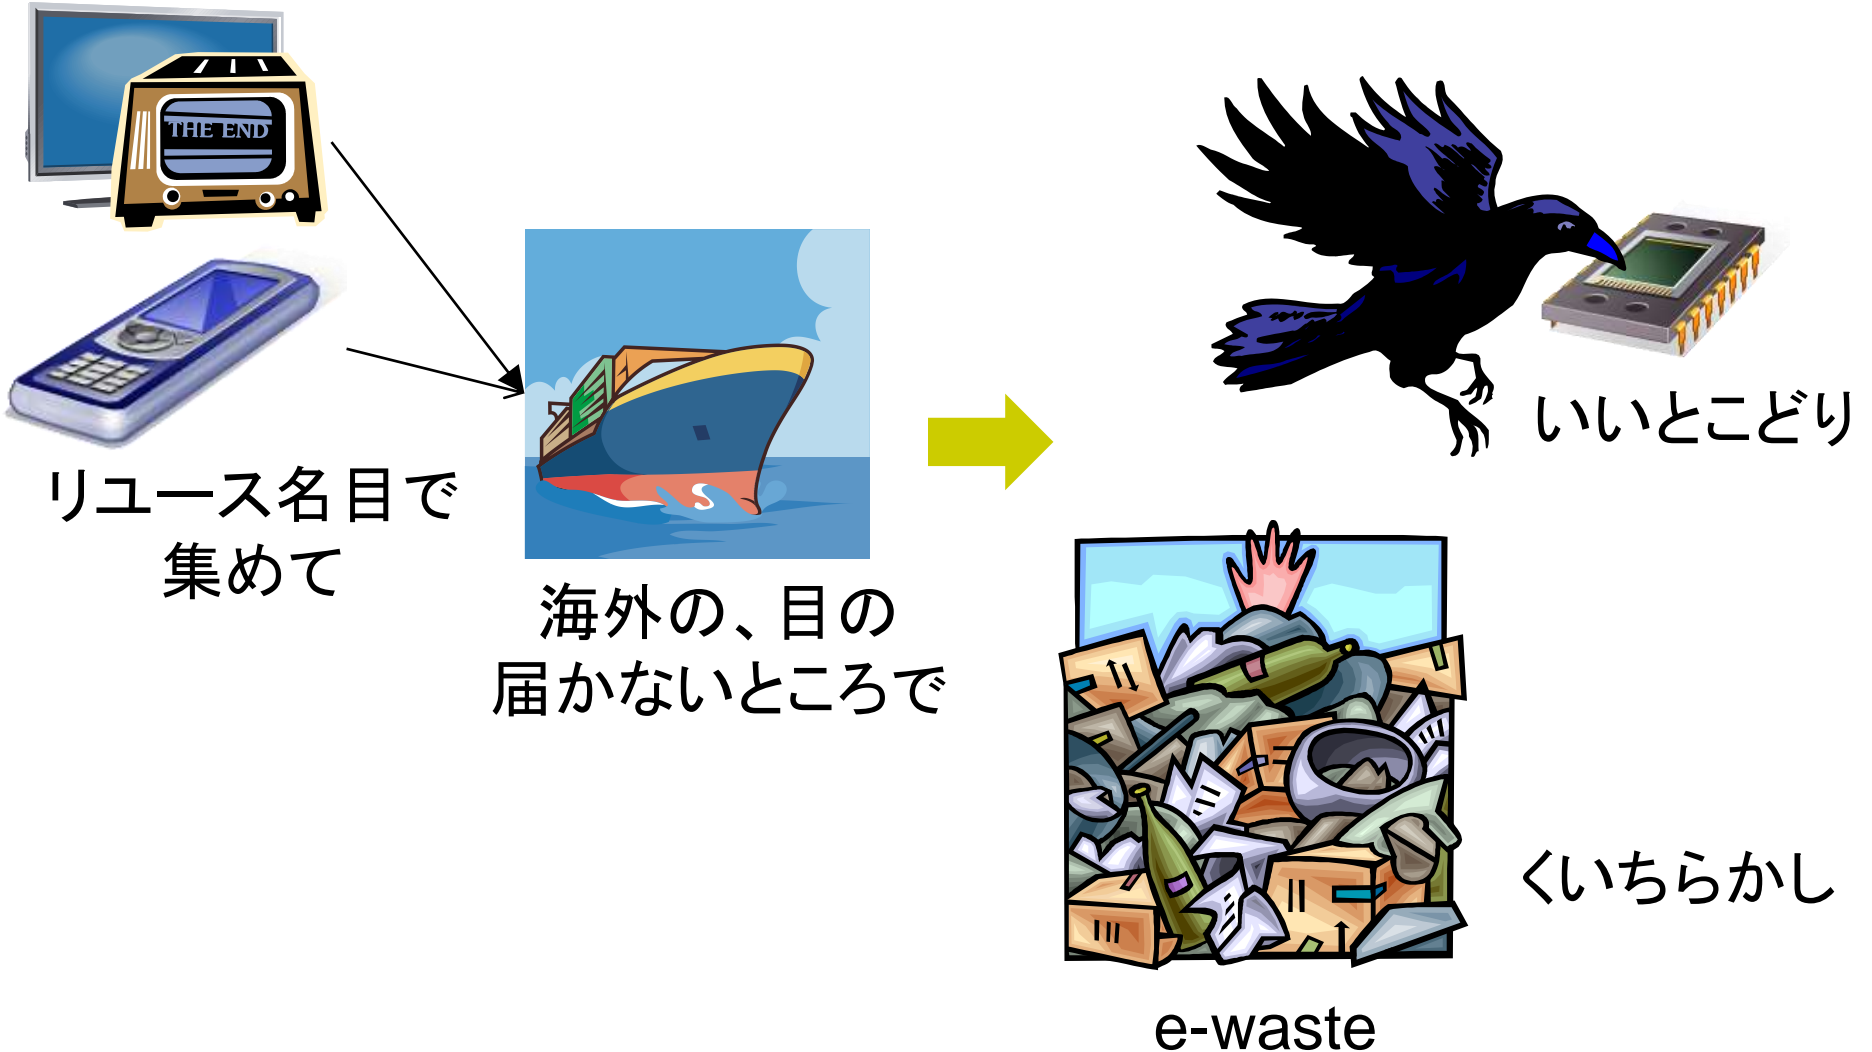 THE END
リユース名目で
集めて
海外の、目の
届かないところで
いいとこどり
くいちらかし
e-waste